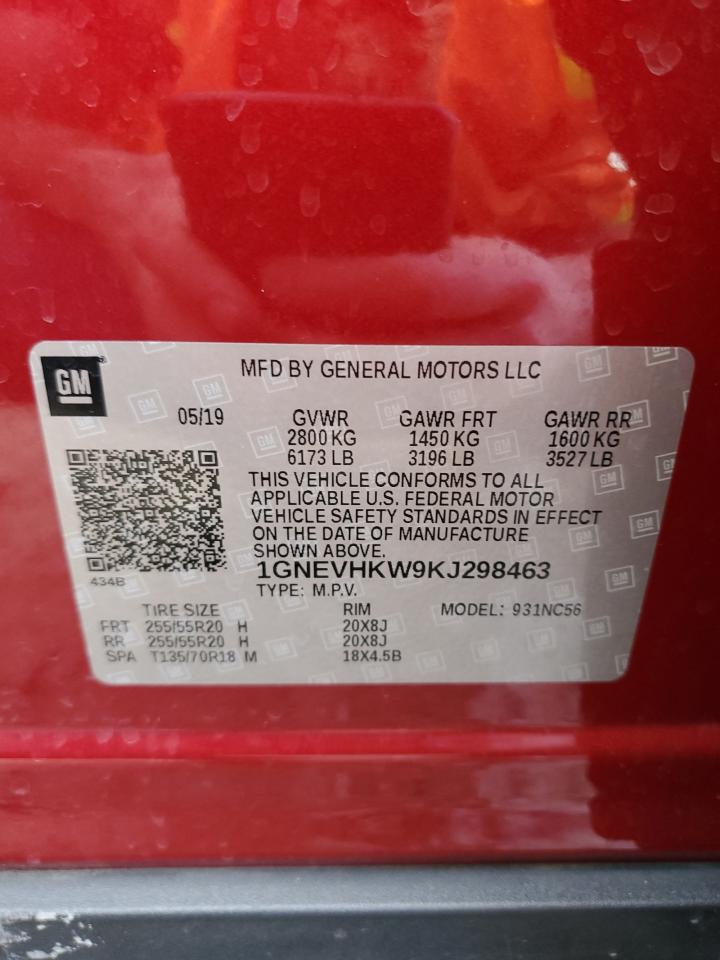 GM
MFD BY GENERAL MOTORS LLC
05/19 GVWR GAWR FRT GAWR RR
2800 KG 1450 KG 1600 KG
6173 LB 3196 LB 3527 LB
THIS VEHICLE CONFORMS TO ALL
APPLICABLE U.S. FEDERAL MOTOR
VEHICLE SAFETY STANDARDS IN EFFECT
ON THE DATE OF MANUFACTURE
SHOWN ABOVE.
434B
1GNEVHKW9KJ298463
TYPE: M.P.V.
TIRE SIZE RIM MODEL: 931NC56
FRT 255/55R20 H 20X8J
RR 255/55R20 H 20X8J
SPA T135/70R18 M 18X4.5B